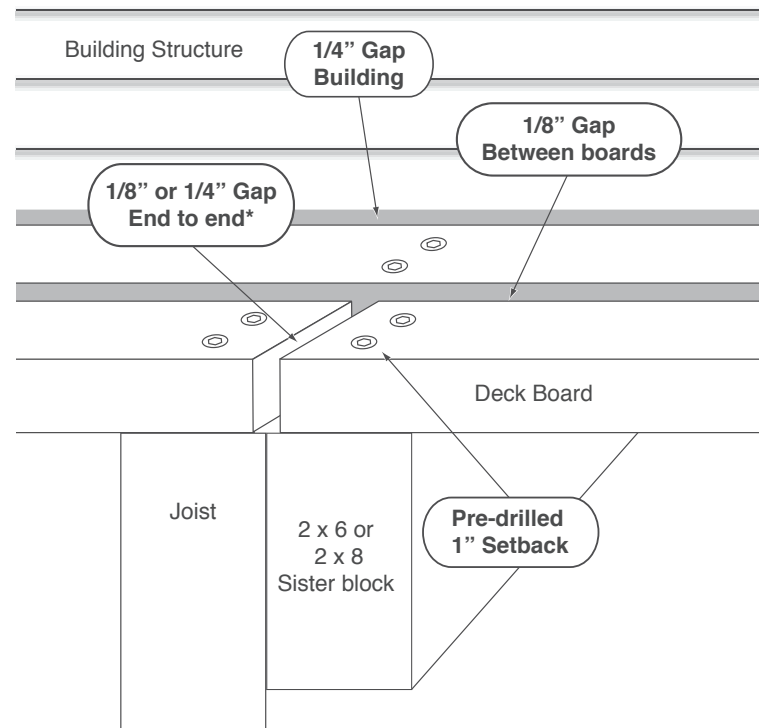 Building Structure
1/4” Gap
Building
1/8” Gap
Between boards
1/8” or 1/4” Gap
End to end*
Deck Board
Joist
2 x 6 or
2 x 8
Sister block
Pre-drilled
1” Setback